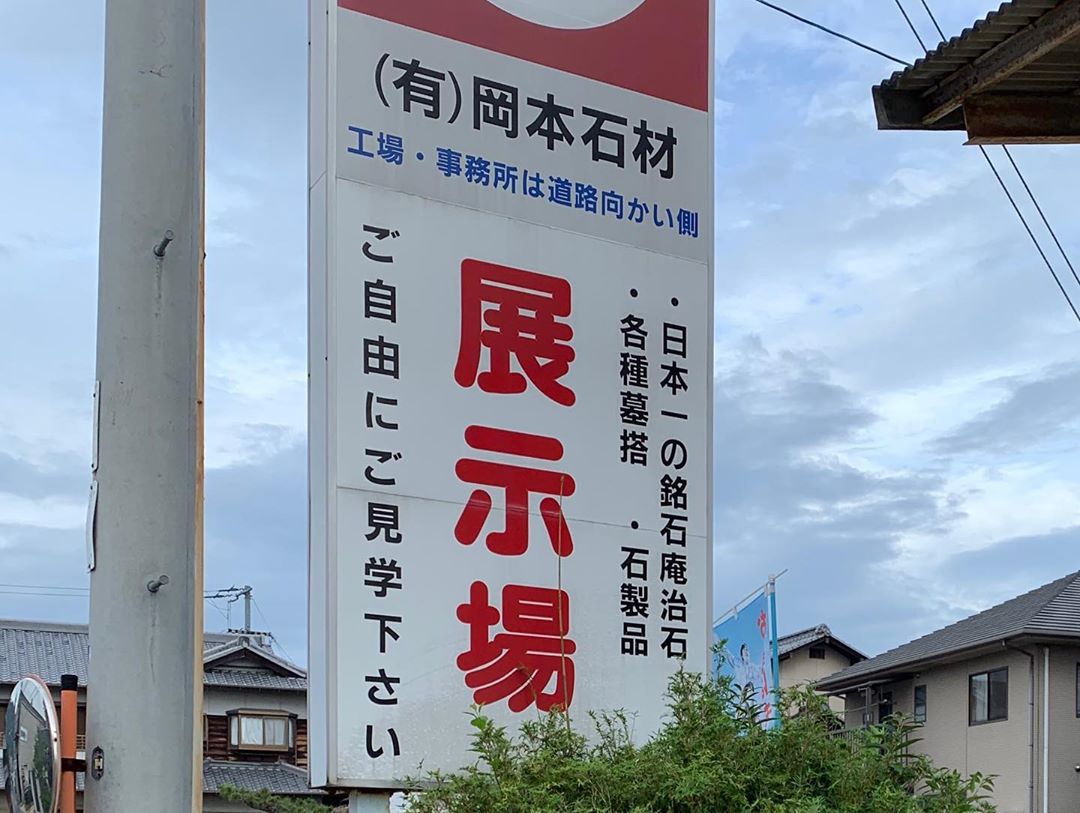 (有)岡本石材
工場・事務所は道路向かい側
・日本一の銘石庵治石
・各種墓搭 ・石製品
展示場
ご自由にご見学下さい